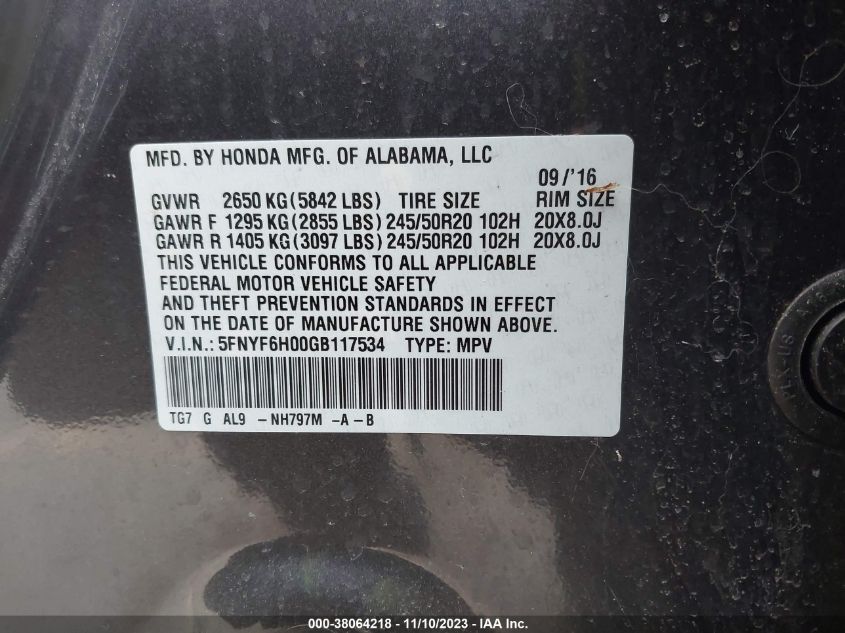 MFD. BY HONDA MFG. OF ALABAMA, LLC
09/'16
GVWR 2650 KG(5842 LBS) TIRE SIZE RIM SIZE
GAWR F 1295 KG(2855 LBS) 245/50R20 102H 20X8.0J
GAWR R 1405 KG(3097 LBS) 245/50R20 102H 20X8.0J
THIS VEHICLE CONFORMS TO ALL APPLICABLE
FEDERAL MOTOR VEHICLE SAFETY
AND THEFT PREVENTION STANDARDS IN EFFECT
ON THE DATE OF MANUFACTURE SHOWN ABOVE.
V.I.N.: 5FNYF6H00GB117534 TYPE: MPV
TG7 G AL9 -NH797M -A-B
000-38064218 - 11/10/2023 - IAA Inc.